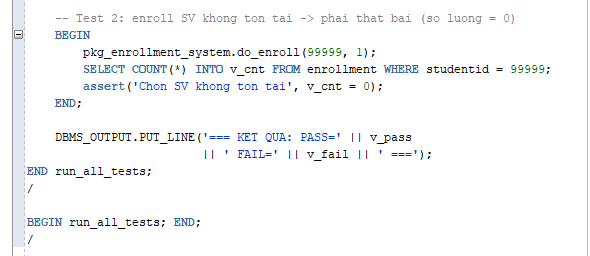 -- Test 2: enroll SV khong ton tai -> phai that bai (so luong = 0)
BEGIN
pkg_enrollment_system.do_enroll(99999, 1);
SELECT COUNT(*) INTO v_cnt FROM enrollment WHERE studentid = 99999;
assert('Chon SV khong ton tai', v_cnt = 0);
END;
DBMS_OUTPUT.PUT_LINE('=== KET QUA: PASS=' || v_pass
|| ' FAIL=' || v_fail || ' ===');
END run_all_tests;
/
BEGIN run_all_tests; END;
/